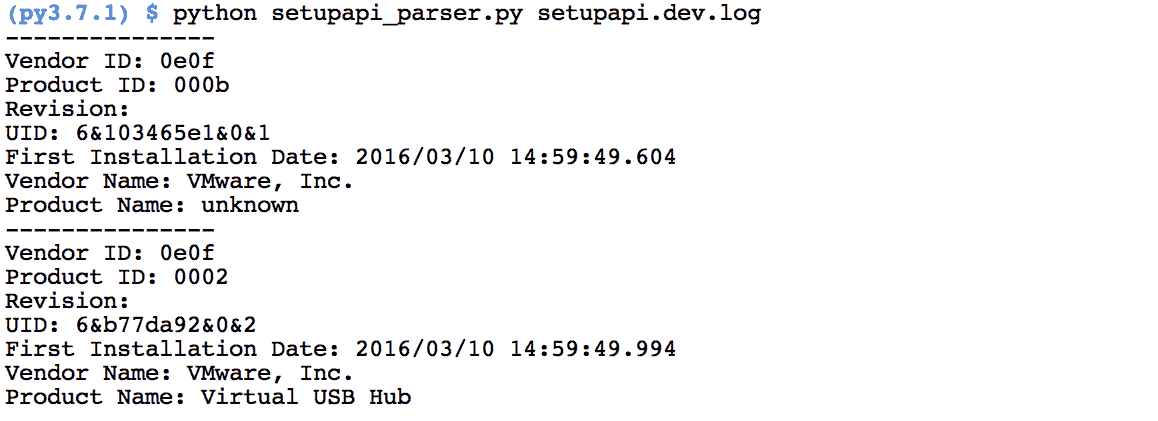 (py3.7.1) $ python setupapi_parser.py setupapi.dev.log
---------------
Vendor ID: 0e0f
Product ID: 000b
Revision:
UID: 6&103465e1&0&1
First Installation Date: 2016/03/10 14:59:49.604
Vendor Name: VMware, Inc.
Product Name: unknown
---------------
Vendor ID: 0e0f
Product ID: 0002
Revision:
UID: 6&b77da92&0&2
First Installation Date: 2016/03/10 14:59:49.994
Vendor Name: VMware, Inc.
Product Name: Virtual USB Hub